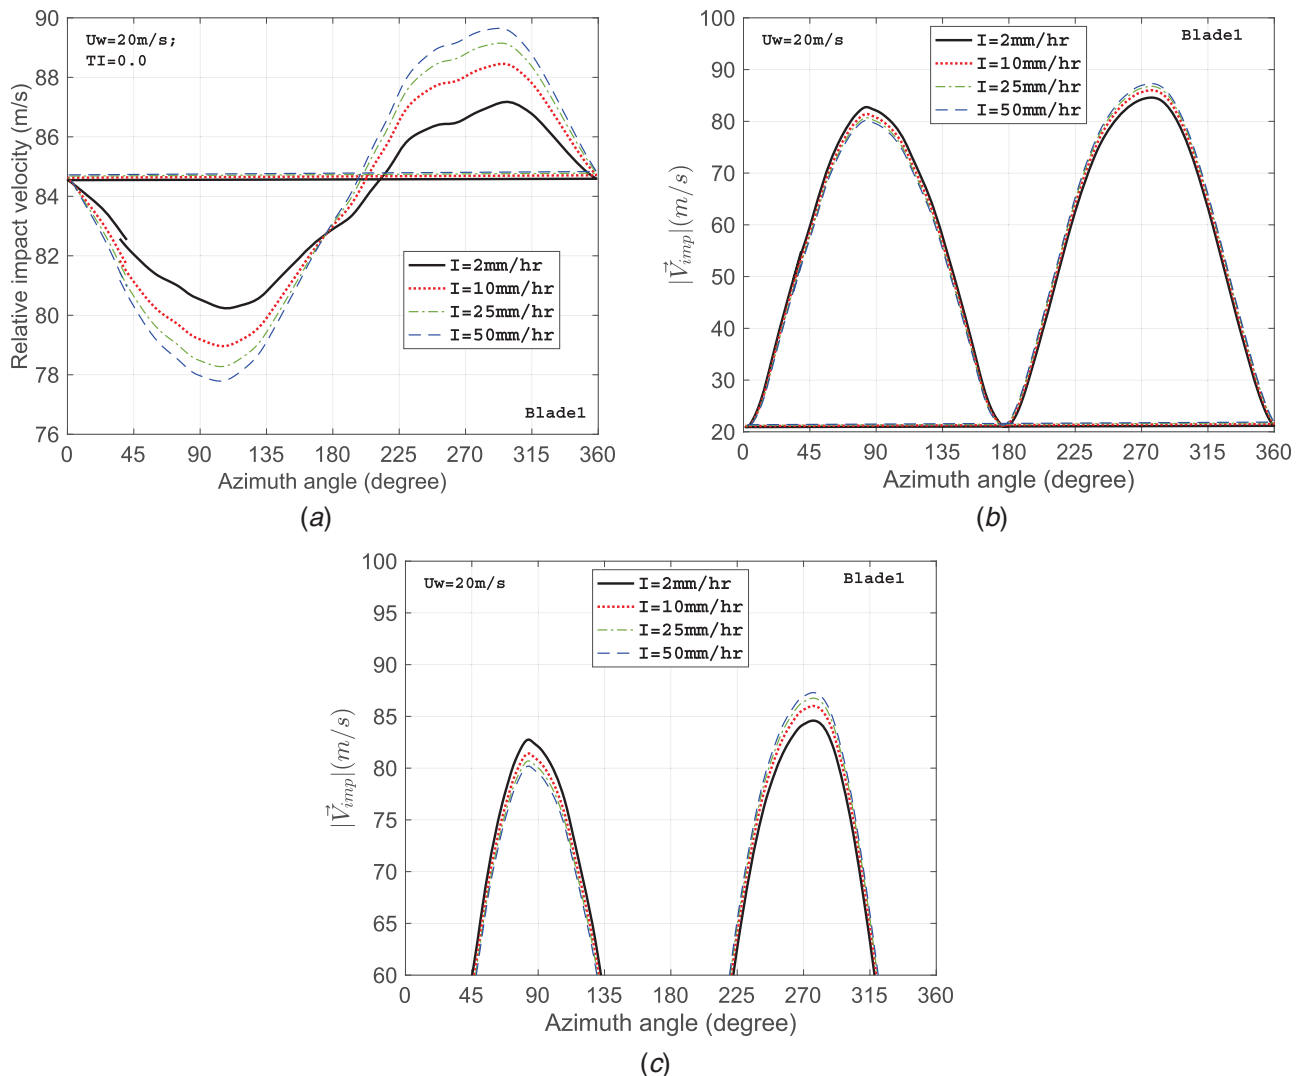 Uw=20m/s;
TI=0.0
Relative impact velocity (m/s)
90
88
86
84
82
80
78
76
I=2mm/hr
I=10mm/hr
I=25mm/hr
I=50mm/hr
Blade1
0 45 90 135 180 225 270 315 360
Azimuth angle (degree)
(a)
Uw=20m/s
Blade1
I=2mm/hr
I=10mm/hr
I=25mm/hr
I=50mm/hr
|V⃗imp|(m/s)
100
90
80
70
60
50
40
30
20
0 45 90 135 180 225 270 315 360
Azimuth angle (degree)
(b)
Uw=20m/s
Blade1
I=2mm/hr
I=10mm/hr
I=25mm/hr
I=50mm/hr
|V⃗imp|(m/s)
100
95
90
85
80
75
70
65
60
0 45 90 135 180 225 270 315 360
Azimuth angle (degree)
(c)